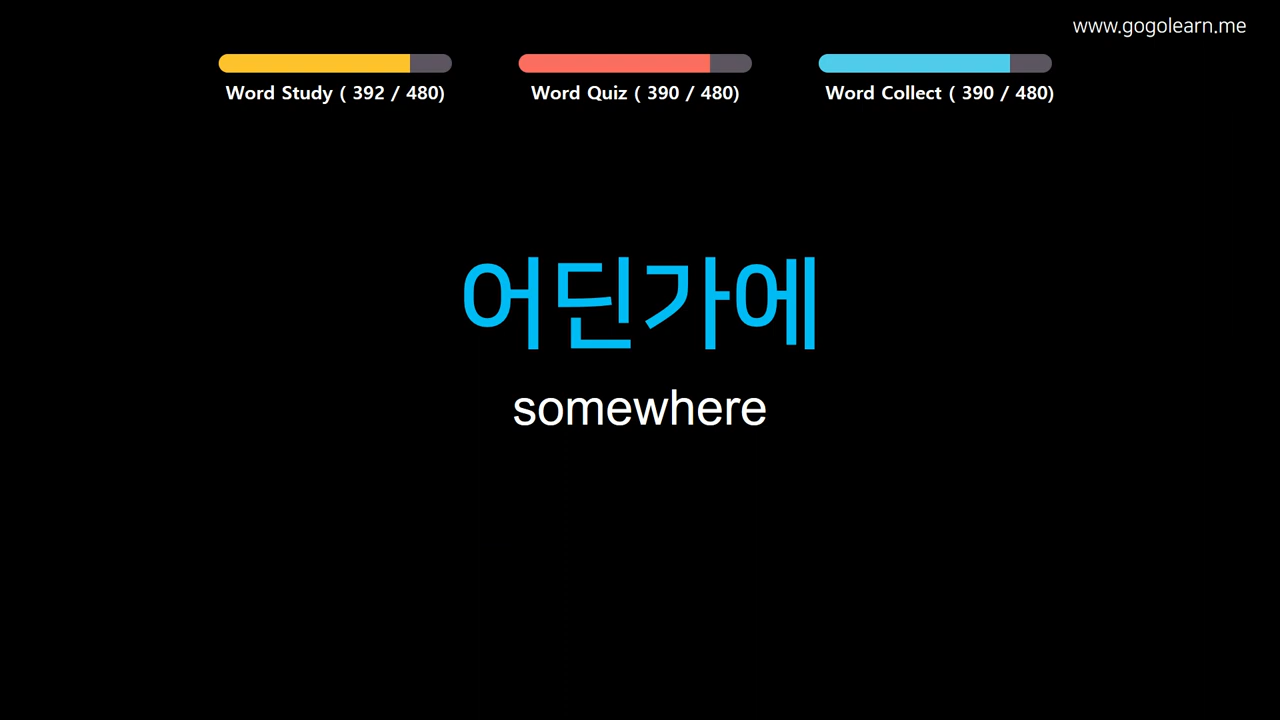 www.gogolearn.me
Word Study ( 392 / 480)
Word Quiz ( 390 / 480)
Word Collect ( 390 / 480)
어딘가에
somewhere